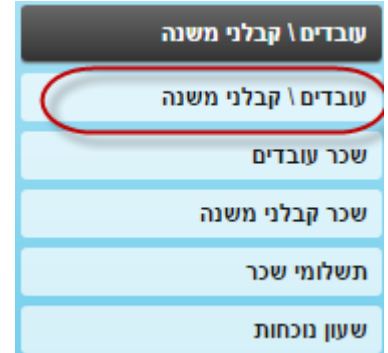 עובדים \ קבלני משנה
עובדים \ קבלני משנה
שכר עובדים
שכר קבלני משנה
תשלומי שכר
שעון נוכחות